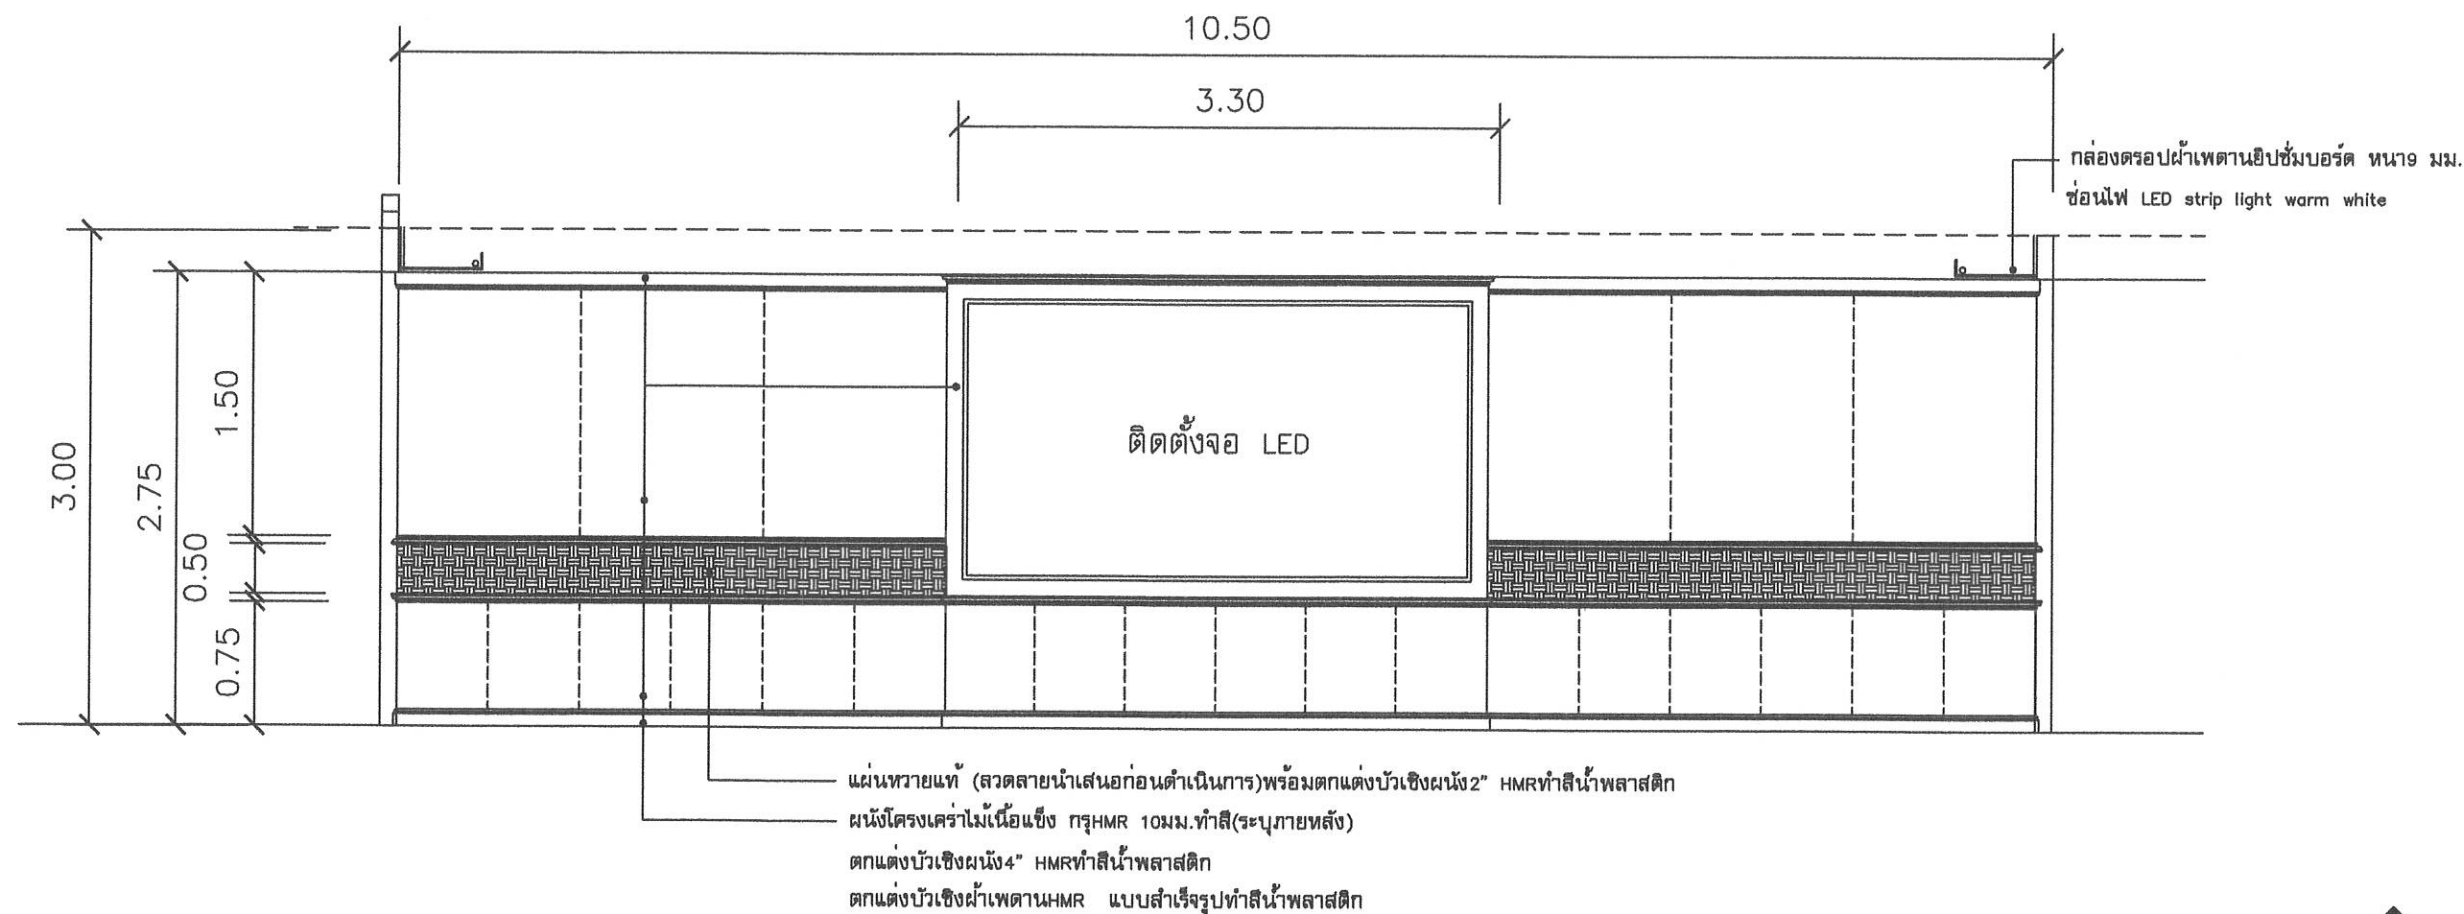 10.50
3.30
กล่องดรอปฝ้าเพดานยิปซั่มบอร์ด หนา9 มม.
ซ่อนไฟ LED strip light warm white
3.00
2.75
1.50
0.50
0.75
ติดตั้งจอ LED
แผ่นหวายแท้ (ลวดลายนำเสนอก่อนดำเนินการ)พร้อมตกแต่งบัวเชิงผนัง2" HMRทำสีน้ำพลาสติก
ผนังโครงเคร่าไม้เนื้อแข็ง กรุHMR 10มม.ทำสี(ระบุภายหลัง)
ตกแต่งบัวเชิงผนัง4" HMRทำสีน้ำพลาสติก
ตกแต่งบัวเชิงฝ้าเพดานHMR แบบสำเร็จรูปทำสีน้ำพลาสติก